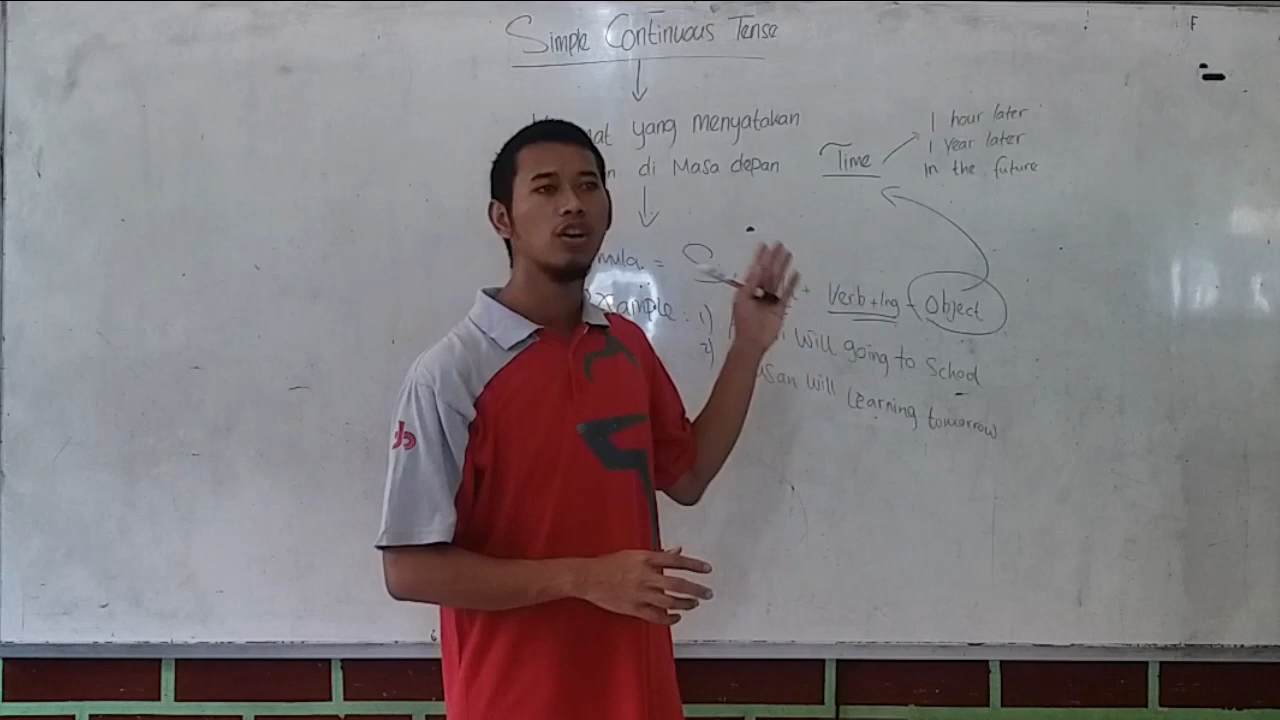 Simple Continuous Tense
yang menyatakan
di Masa depan
Time
1 hour later
1 year later
In the future
= S
+ Verb+Ing + Object
Example : 1) will going to School
2) will learning tomorrow